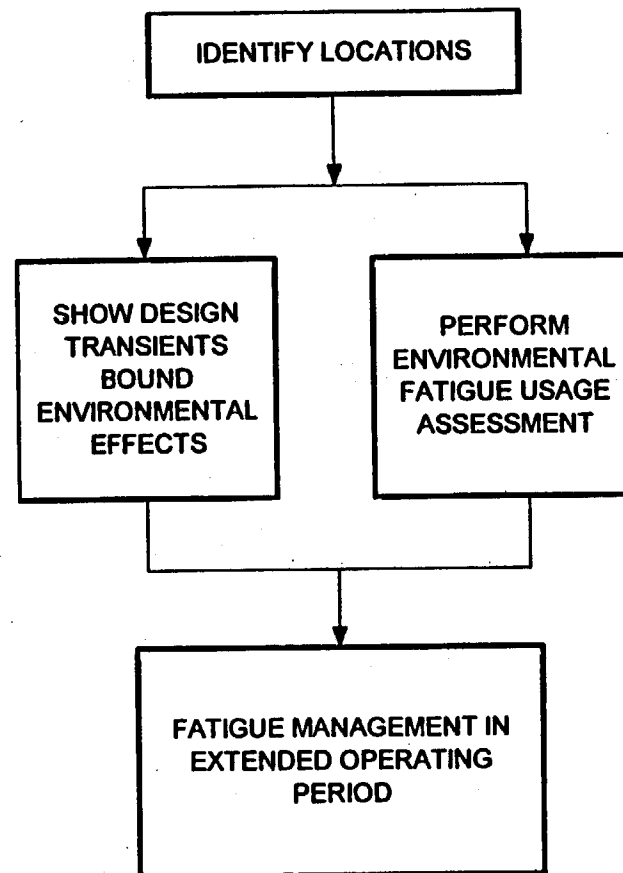 IDENTIFY LOCATIONS
SHOW DESIGN
TRANSIENTS
BOUND
ENVIRONMENTAL
EFFECTS
PERFORM
ENVIRONMENTAL
FATIGUE USAGE
ASSESSMENT
FATIGUE MANAGEMENT IN
EXTENDED OPERATING
PERIOD